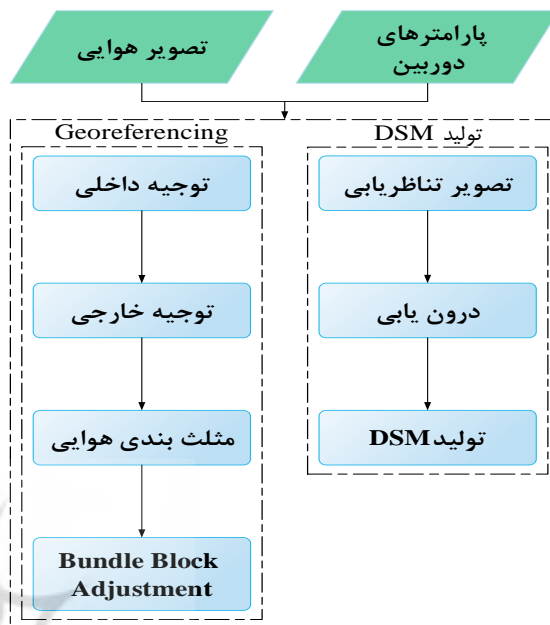 تصویر هوایی
پارامترهای
دوربین
Georeferencing
تولید DSM
توجیه داخلی
توجیه خارجی
مثلث بندی هوایی
Bundle Block
Adjustment
تصویر تناظریابی
درون یابی
تولیدDSM